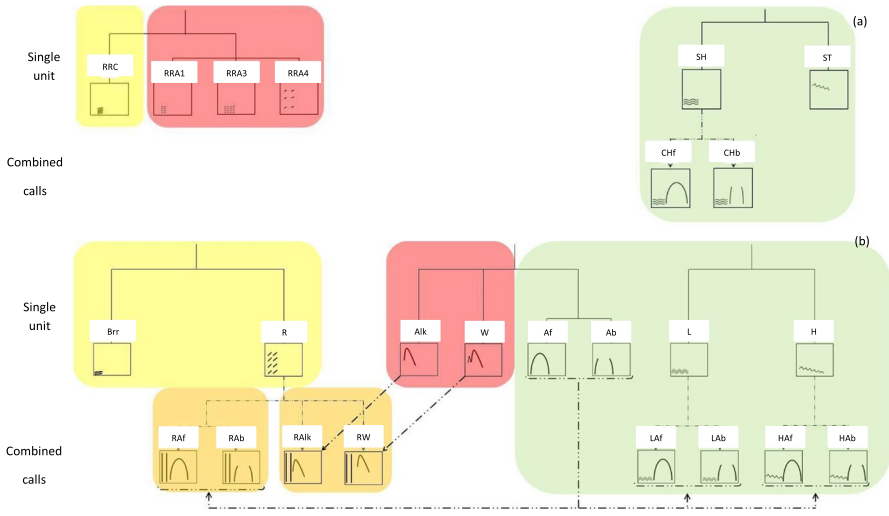 (a)
Single
unit
RRC
RRA1
RRA3
RRA4
SH
ST
Combined
calls
CHf
CHb
(b)
Single
unit
Brr
R
Alk
W
Af
Ab
L
H
Combined
calls
RAf
RAb
RAlk
RW
LAf
LAb
HAf
HAb